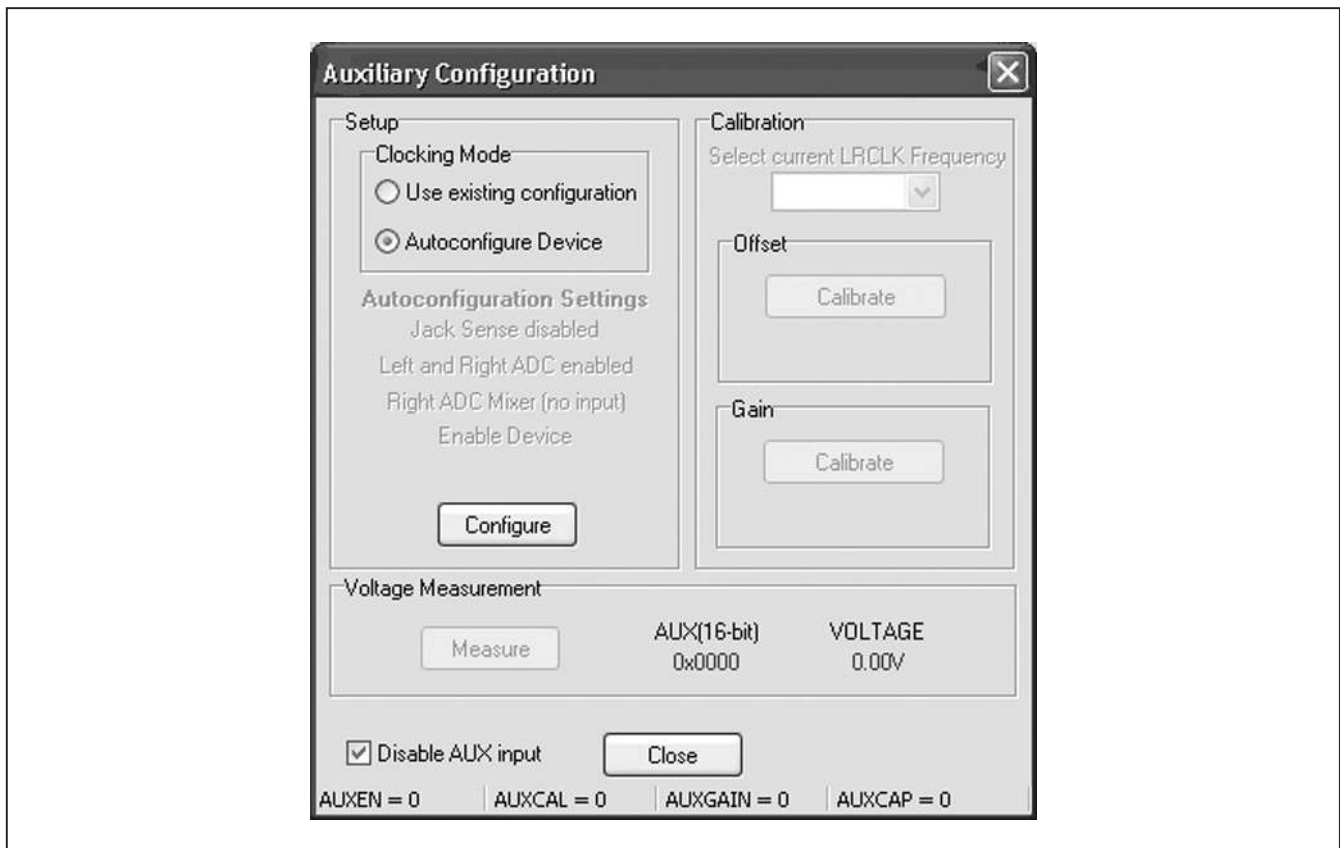 Auxiliary Configuration
Setup
Clocking Mode
Use existing configuration
Autoconfigure Device
Autoconfiguration Settings
Jack Sense disabled
Left and Right ADC enabled
Right ADC Mixer (no input)
Enable Device
Configure
Calibration
Select current LRCLK Frequency
Offset
Calibrate
Gain
Calibrate
Voltage Measurement
Measure
AUX(16-bit)
0x0000
VOLTAGE
0.00V
Disable AUX input
Close
AUXEN = 0 AUXCAL = 0 AUXGAIN = 0 AUXCAP = 0